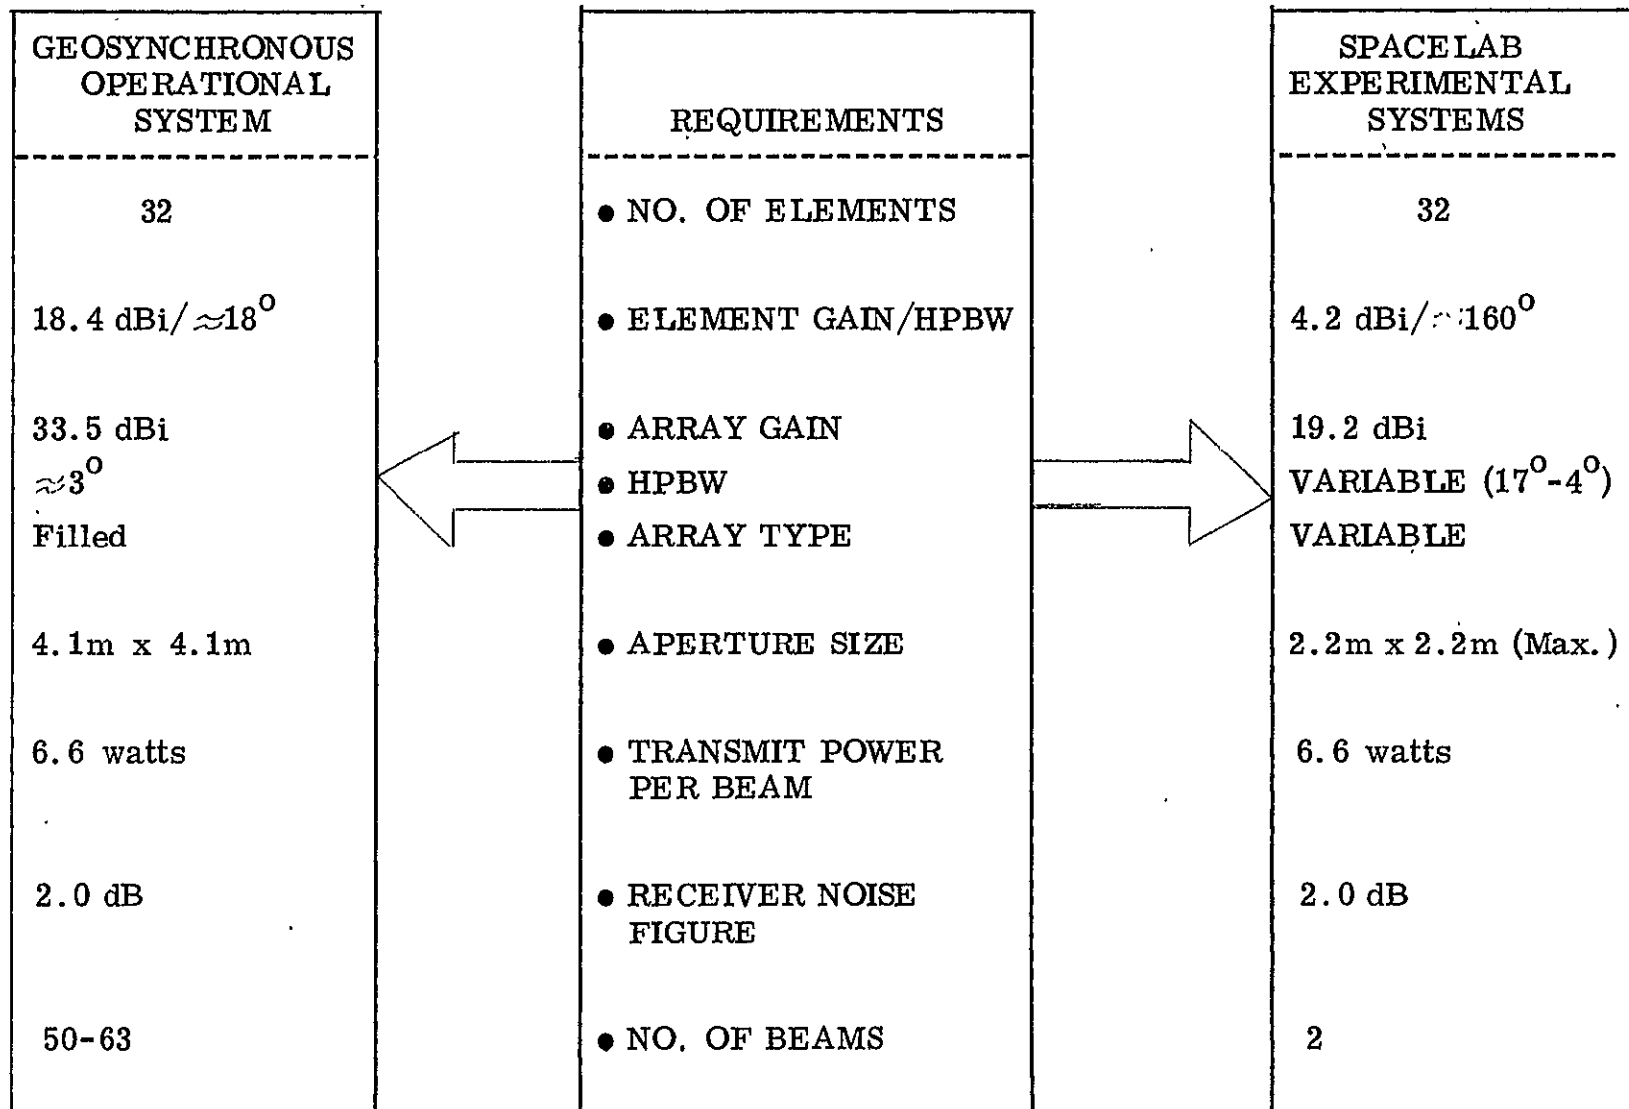 GEOSYNCHRONOUS
OPERATIONAL
SYSTEM
REQUIREMENTS
SPACELAB
EXPERIMENTAL
SYSTEMS
32
• NO. OF ELEMENTS
32
18.4 dBi/≈18°
• ELEMENT GAIN/HPBW
4.2 dBi/≈160°
33.5 dBi
• ARRAY GAIN
19.2 dBi
≈3°
• HPBW
VARIABLE (17°-4°)
Filled
• ARRAY TYPE
VARIABLE
4.1m x 4.1m
• APERTURE SIZE
2.2m x 2.2m (Max.)
6.6 watts
• TRANSMIT POWER
PER BEAM
6.6 watts
2.0 dB
• RECEIVER NOISE
FIGURE
2.0 dB
50-63
• NO. OF BEAMS
2